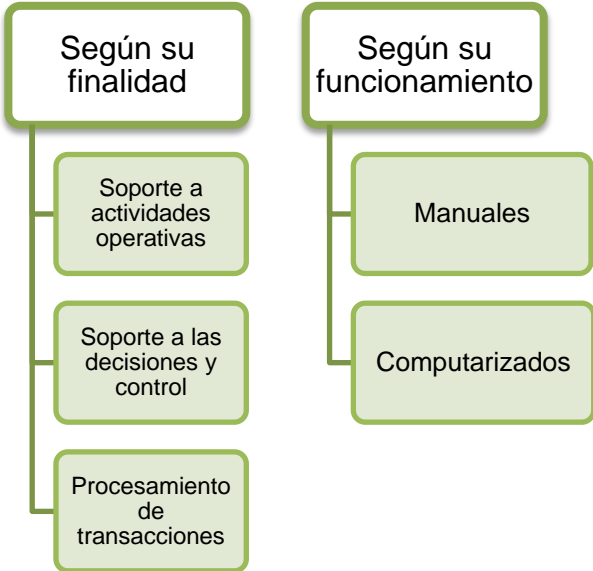 Según su
finalidad
Soporte a
actividades
operativas
Soporte a las
decisiones y
control
Procesamiento
de
transacciones
Según su
funcionamiento
Manuales
Computarizados